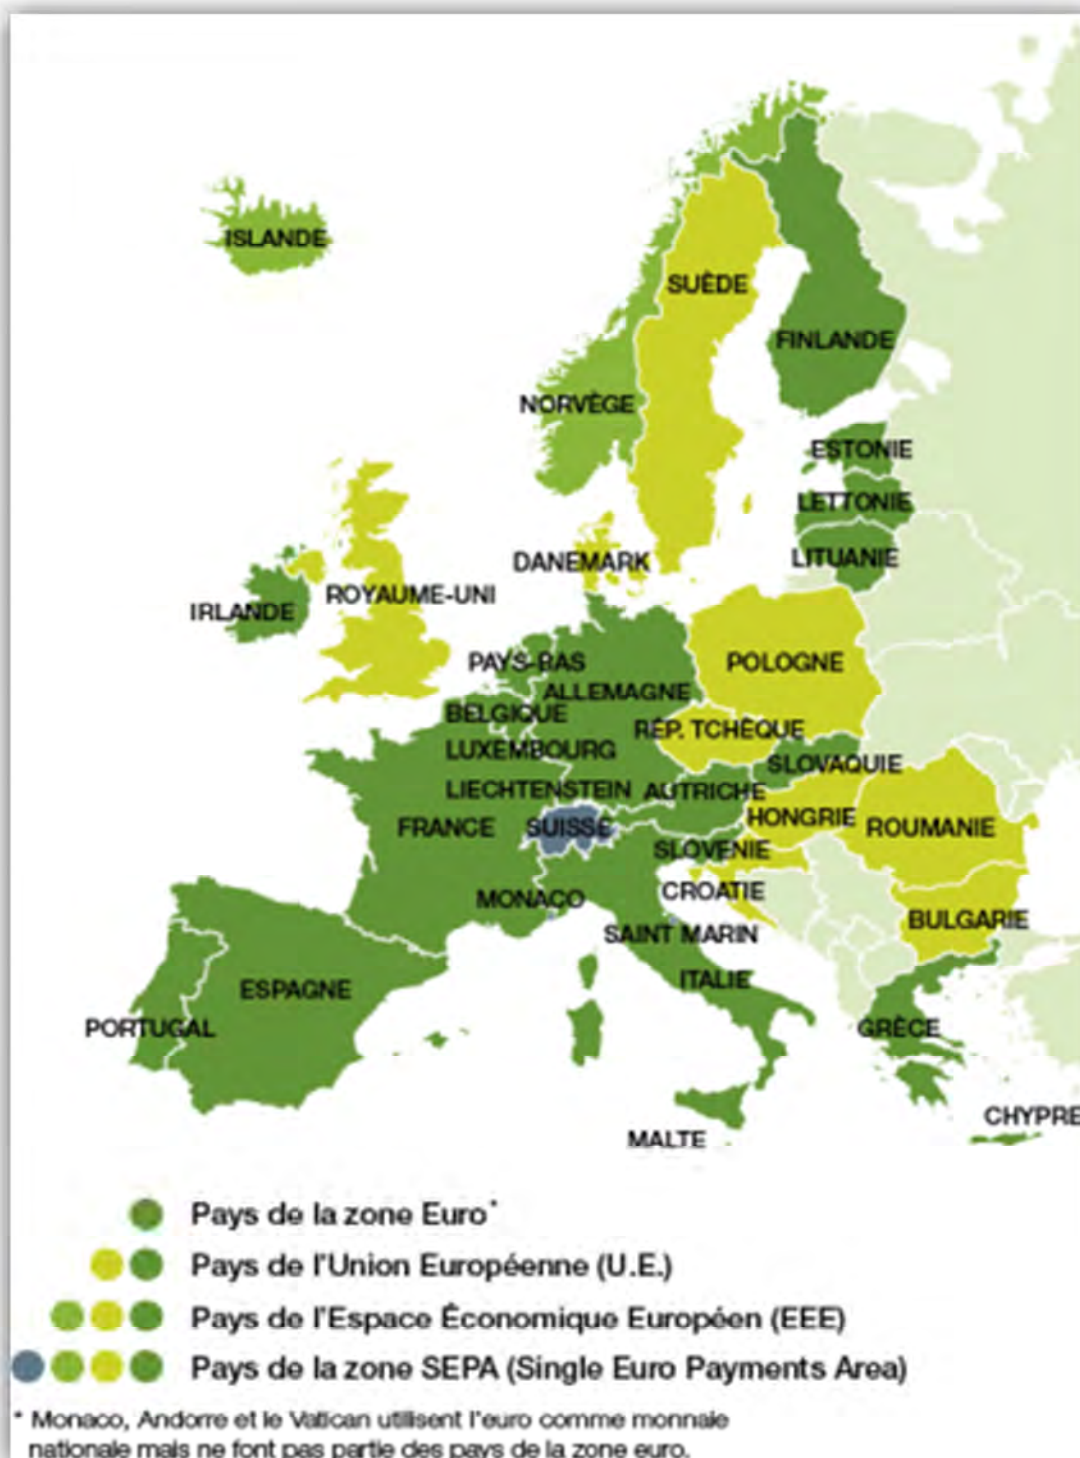 ISLANDE
SUÈDE
FINLANDE
NORVÈGE
ESTONIE
LETTONIE
LITUANIE
DANEMARK
ROYAUME-UNI
IRLANDE
PAYS-BAS
POLOGNE
ALLEMAGNE
BELGIQUE
RÉP. TCHÈQUE
LUXEMBOURG
SLOVAQUIE
LIECHTENSTEIN
AUTRICHE
HONGRIE
ROUMANIE
FRANCE
SUISSE
SLOVENIE
CROATIE
MONACO
BULGARIE
SAINT MARIN
ITALIE
ESPAGNE
PORTUGAL
GRÈCE
CHYPRE
MALTE
Pays de la zone Euro*
Pays de l'Union Européenne (U.E.)
Pays de l'Espace Économique Européen (EEE)
Pays de la zone SEPA (Single Euro Payments Area)
* Monaco, Andorre et le Vatican utilisent l'euro comme monnaie
nationale mais ne font pas partie des pays de la zone euro.